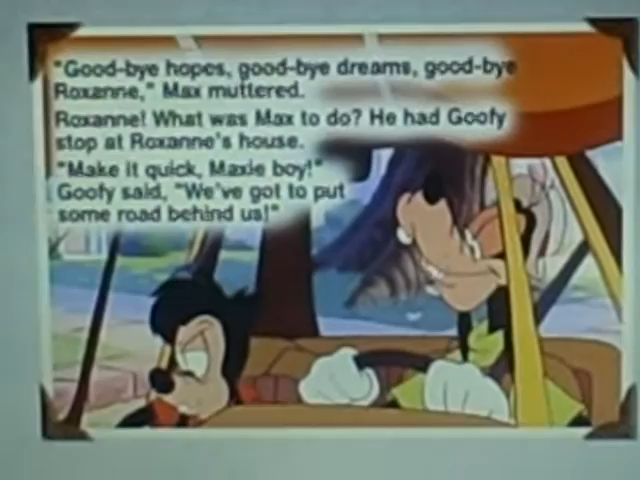 "Good-bye hopes, good-bye dreams, good-bye
Roxanne," Max muttered.
Roxanne! What was Max to do? He had Goofy
stop at Roxanne's house.
"Make it quick, Maxie boy!"
Goofy said, "We've got to put
some road behind us!"